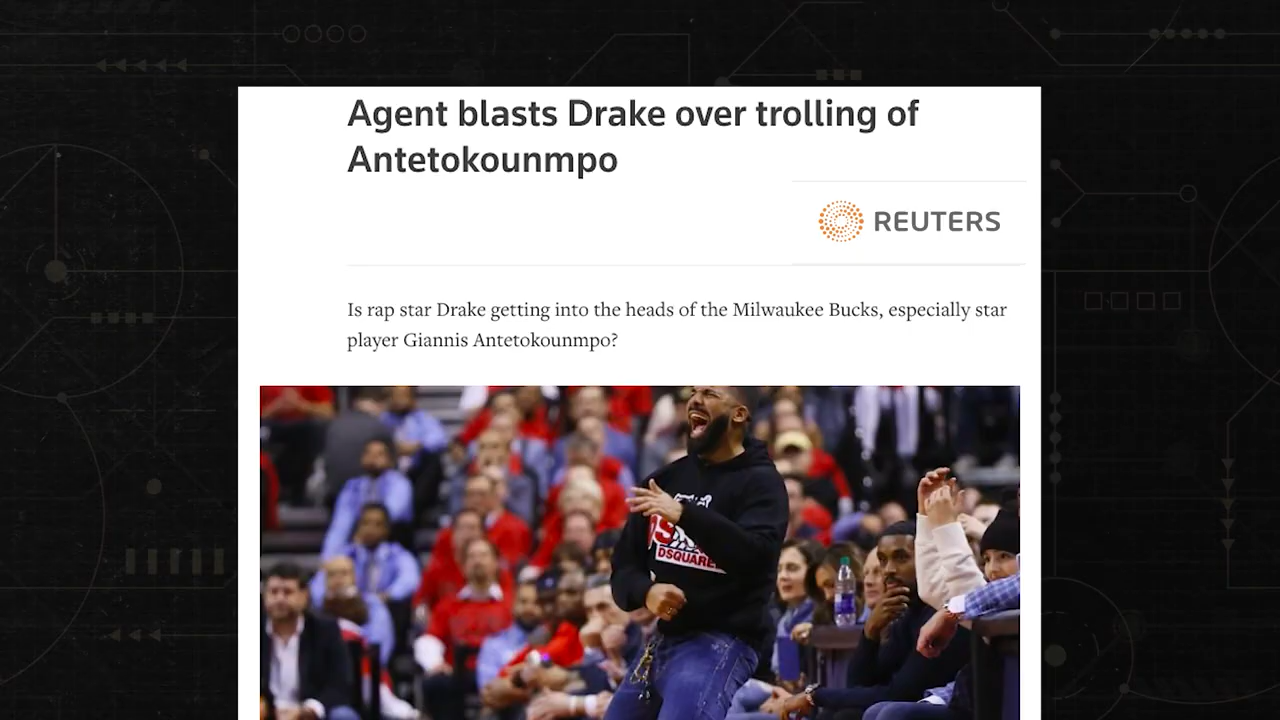 Agent blasts Drake over trolling of
Antetokounmpo
REUTERS
Is rap star Drake getting into the heads of the Milwaukee Bucks, especially star
player Giannis Antetokounmpo?
DSQUARE